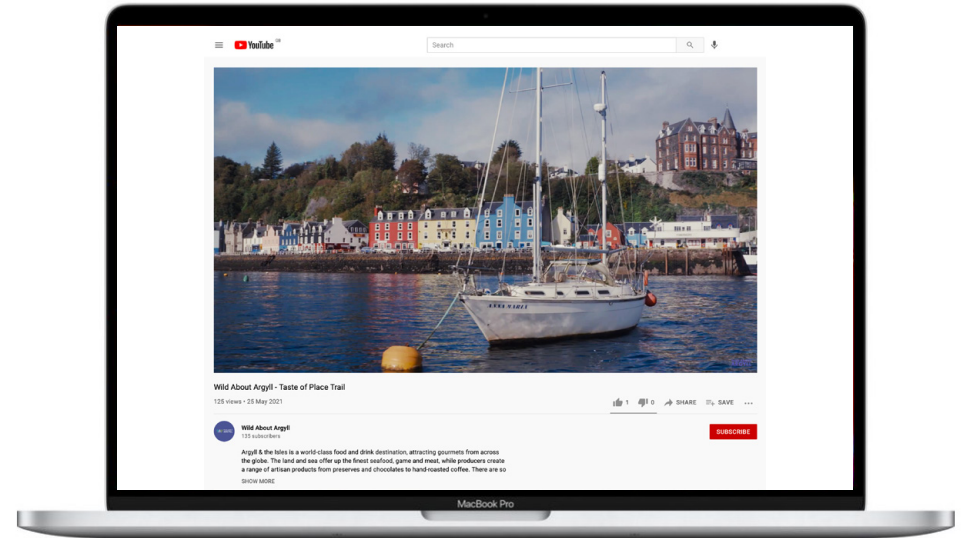 YouTube GB
Search
ANNA MARIE
Wild About Argyll - Taste of Place Trail
125 views • 25 May 2021
1
0
SHARE
SAVE
Wild About Argyll
135 subscribers
SUBSCRIBE
Argyll & the Isles is a world-class food and drink destination, attracting gourmets from across
the globe. The land and sea offer up the finest seafood, game and meat, while producers create
a range of artisan products from preserves and chocolates to hand-roasted coffee. There are so
SHOW MORE
MacBook Pro